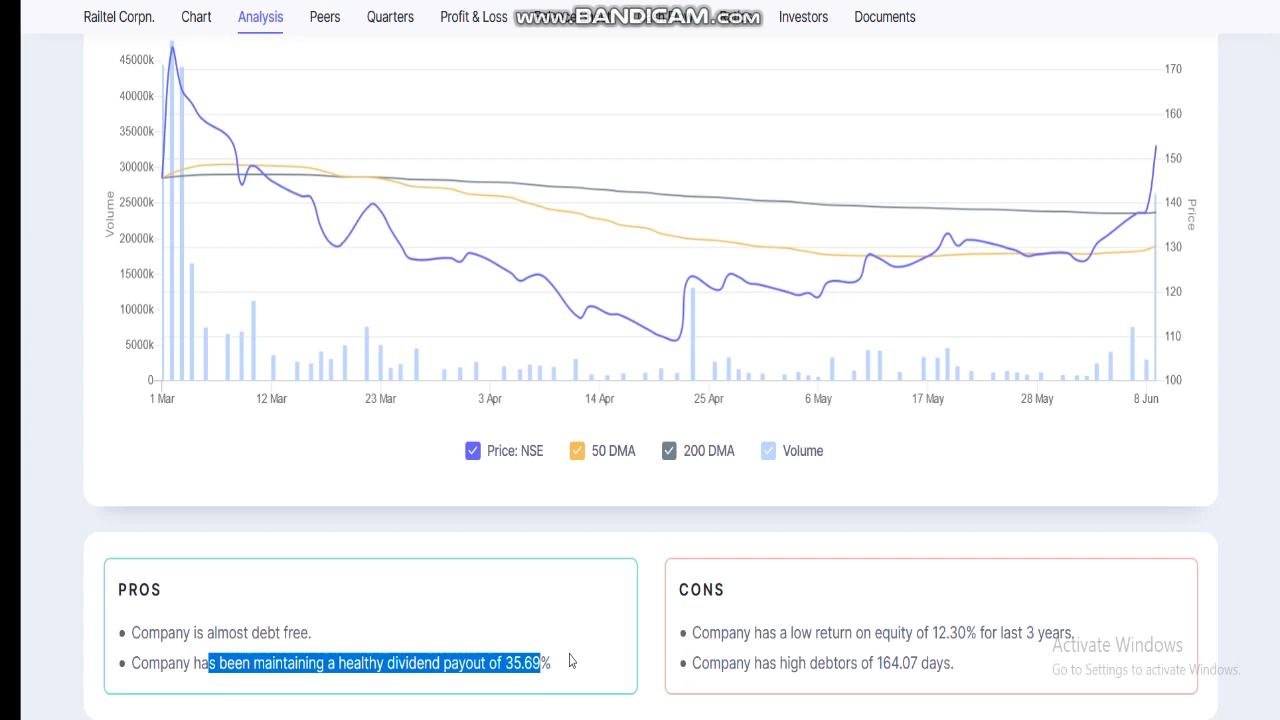 Railtel Corpn. Chart Analysis Peers Quarters Profit & Loss Investors Documents
www.BANDICAM.com
45000k
40000k
35000k
30000k
25000k
20000k
15000k
10000k
5000k
0
Volume
170
160
150
140
130
120
110
100
Price
1 Mar 12 Mar 23 Mar 3 Apr 14 Apr 25 Apr 6 May 17 May 28 May 8 Jun
Price: NSE 50 DMA 200 DMA Volume
PROS
• Company is almost debt free.
• Company has been maintaining a healthy dividend payout of 35.69%
CONS
• Company has a low return on equity of 12.30% for last 3 years.
• Company has high debtors of 164.07 days.
Activate Windows
Go to Settings to activate Windows.